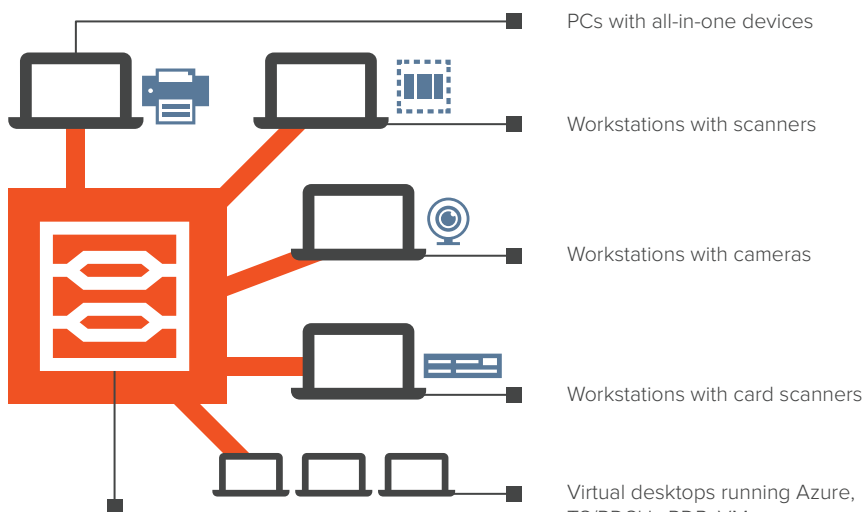 PCs with all-in-one devices
Workstations with scanners
Workstations with cameras
Workstations with card scanners
Virtual desktops running Azure,